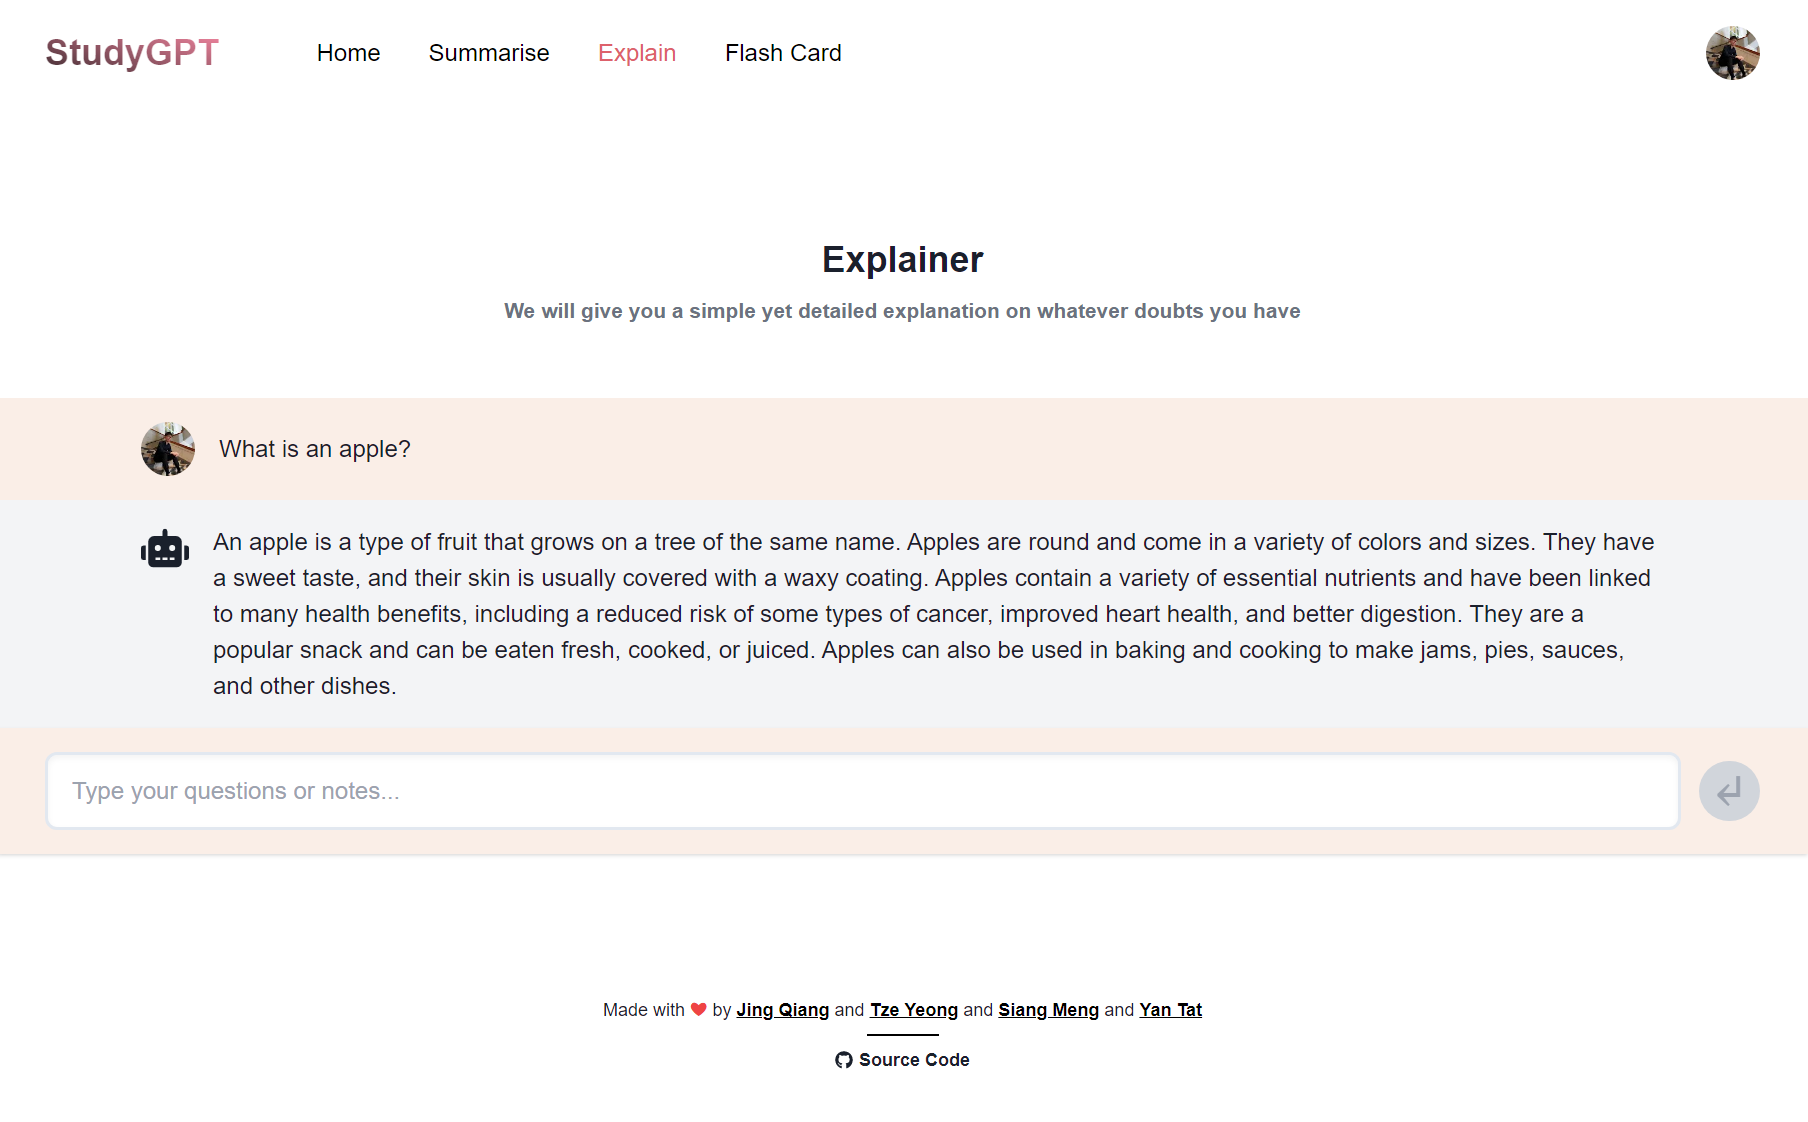 StudyGPT Home Summarise Explain Flash Card
Explainer
We will give you a simple yet detailed explanation on whatever doubts you have
What is an apple?
An apple is a type of fruit that grows on a tree of the same name. Apples are round and come in a variety of colors and sizes. They have
a sweet taste, and their skin is usually covered with a waxy coating. Apples contain a variety of essential nutrients and have been linked
to many health benefits, including a reduced risk of some types of cancer, improved heart health, and better digestion. They are a
popular snack and can be eaten fresh, cooked, or juiced. Apples can also be used in baking and cooking to make jams, pies, sauces,
and other dishes.
Type your questions or notes...
Made with ❤ by Jing Qiang and Tze Yeong and Siang Meng and Yan Tat
Source Code